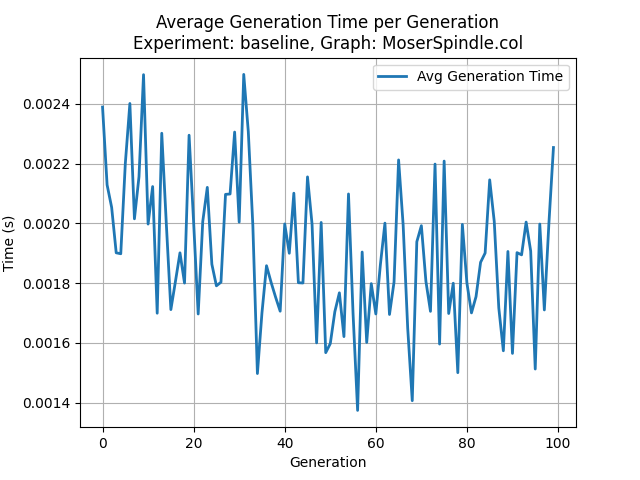 Average Generation Time per Generation
Experiment: baseline, Graph: MoserSpindle.col
Avg Generation Time
0.0024
0.0022
0.0020
0.0018
0.0016
0.0014
Time (s)
0 20 40 60 80 100
Generation